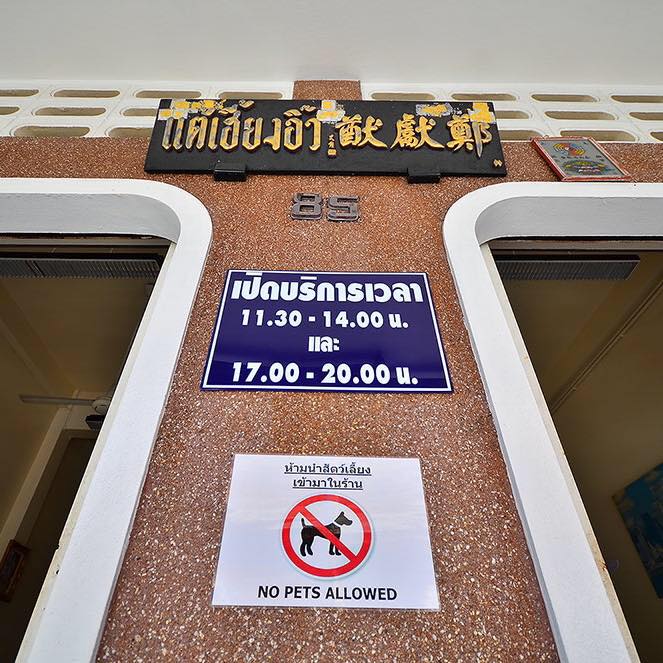 แต้เฮี้ยงอิ๊ว 猷獻鄭
85
เปิดบริการเวลา
11.30 - 14.00 น.
และ
17.00 - 20.00 น.
ห้ามนำสัตว์เลี้ยง
เข้ามาในร้าน
NO PETS ALLOWED